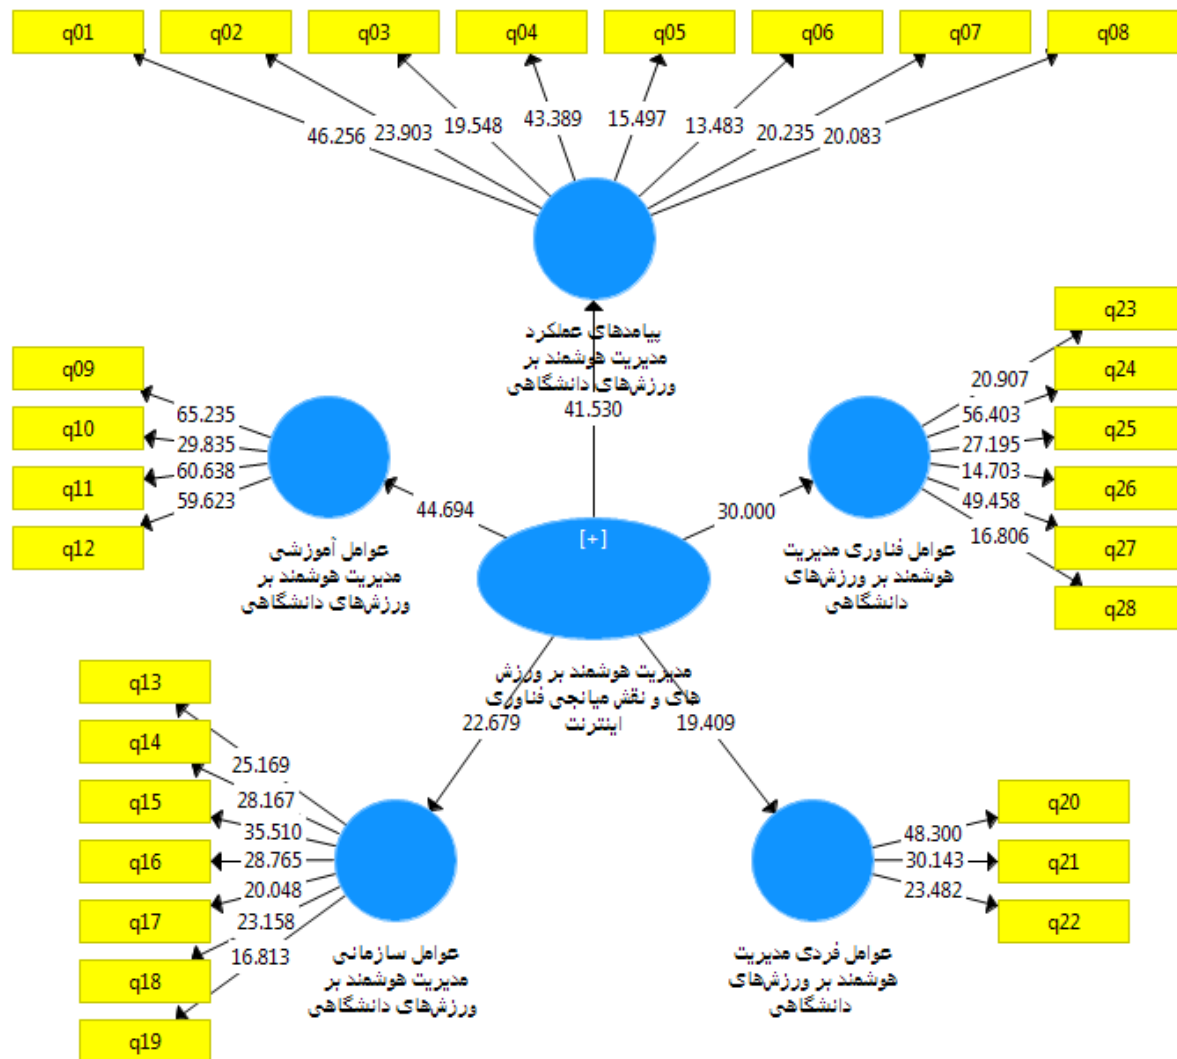 q01
q02
q03
q04
q05
q06
q07
q08
46.256
23.903
19.548
43.389
15.497
13.483
20.235
20.083
پیامدهای عملکرد
مدیریت هوشمند بر
ورزش‌های دانشگاهی
41.530
q09
q10
q11
q12
65.235
29.835
60.638
59.623
44.694
عوامل آموزشی
مدیریت هوشمند بر
ورزش‌های دانشگاهی
q23
q24
q25
q26
q27
q28
20.907
56.403
27.195
14.703
49.458
16.806
30.000
عوامل فناوری مدیریت
هوشمند بر ورزش‌های
دانشگاهی
[+]
مدیریت هوشمند بر ورزش
های و نقش میانجی فناوری
اینترنت
22.679
19.409
q13
q14
q15
q16
q17
q18
q19
25.169
28.167
35.510
28.765
20.048
23.158
16.813
عوامل سازمانی
مدیریت هوشمند بر
ورزش‌های دانشگاهی
q20
q21
q22
48.300
30.143
23.482
عوامل فردی مدیریت
هوشمند بر ورزش‌های
دانشگاهی